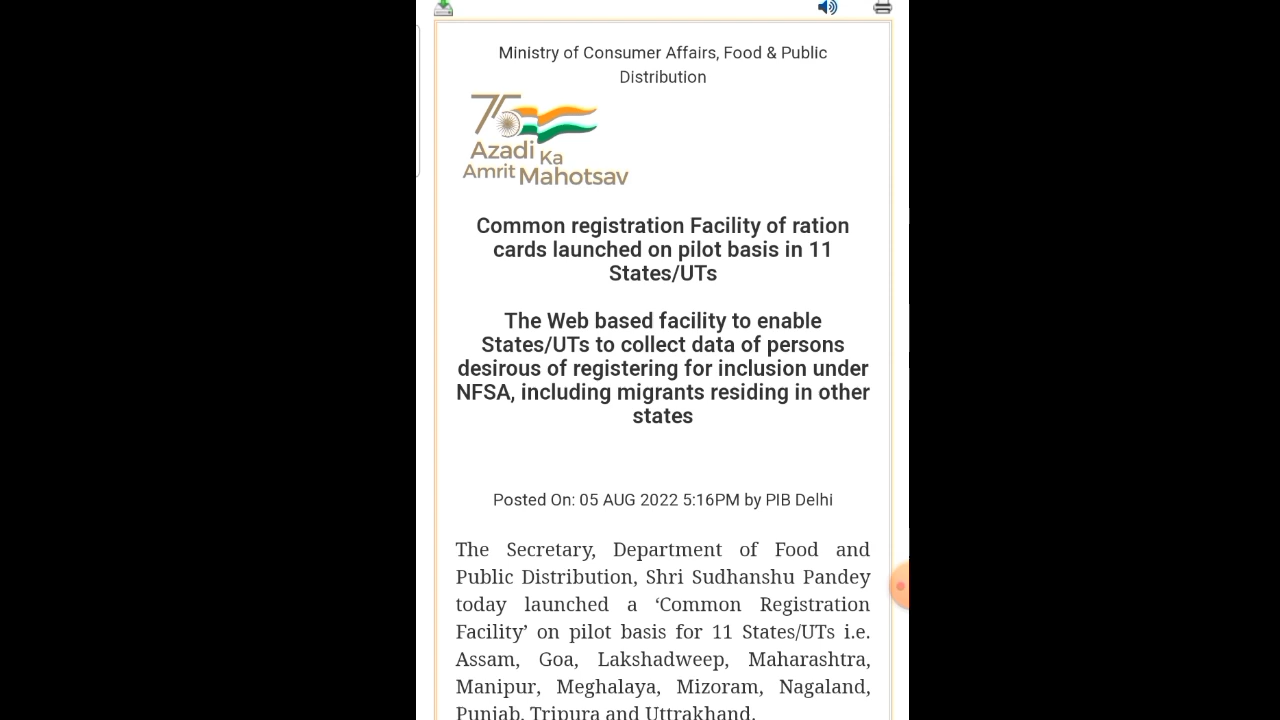 Ministry of Consumer Affairs, Food & Public
Distribution
75
Azadi Ka
Amrit Mahotsav
Common registration Facility of ration
cards launched on pilot basis in 11
States/UTs
The Web based facility to enable
States/UTs to collect data of persons
desirous of registering for inclusion under
NFSA, including migrants residing in other
states
Posted On: 05 AUG 2022 5:16PM by PIB Delhi
The Secretary, Department of Food and
Public Distribution, Shri Sudhanshu Pandey
today launched a ‘Common Registration
Facility’ on pilot basis for 11 States/UTs i.e.
Assam, Goa, Lakshadweep, Maharashtra,
Manipur, Meghalaya, Mizoram, Nagaland,
Punjab, Tripura and Uttrakhand.